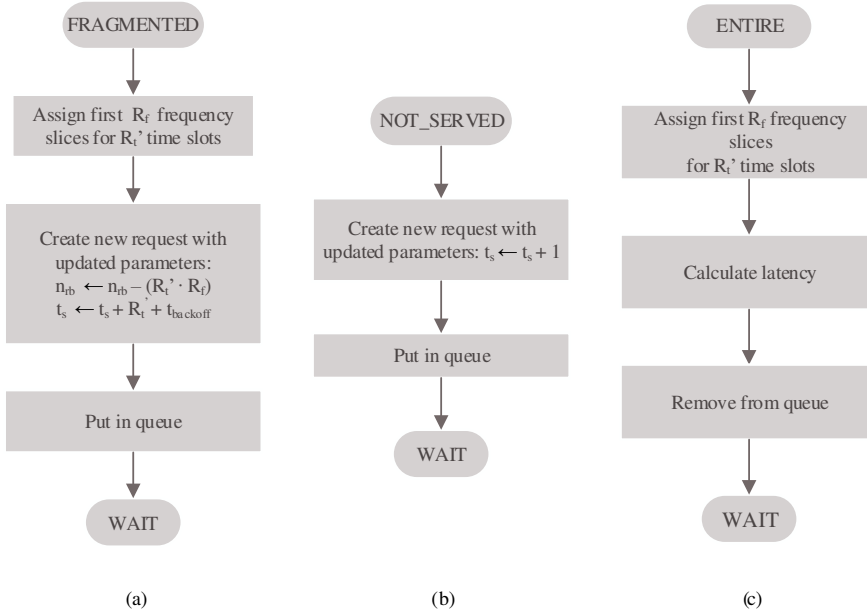 FRAGMENTED
Assign first R_f frequency
slices for R_t' time slots
Create new request with
updated parameters:
n_rb ← n_rb – (R_t' · R_f)
t_s ← t_s + R_t' + t_backoff
Put in queue
WAIT
(a)
NOT_SERVED
Create new request with
updated parameters: t_s ← t_s + 1
Put in queue
WAIT
(b)
ENTIRE
Assign first R_f frequency
slices
for R_t' time slots
Calculate latency
Remove from queue
WAIT
(c)